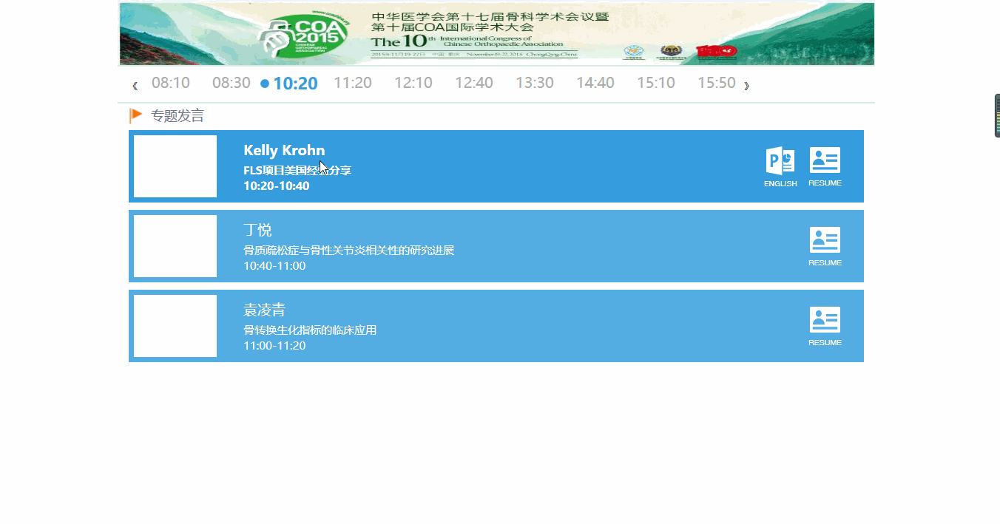 www.coachina.org
COA
2015
CHINESE
ORTHOPAEDIC
ASSOCIATION
中华医学会第十七届骨科学术会议暨
第十届COA国际学术大会
The 10th International Congress of
Chinese Orthopaedic Association
2015年11月19-22日 中国·重庆 November 19-22, 2015 ChongQing, China
《 08:10 08:30 10:20 11:20 12:10 12:40 13:30 14:40 15:10 15:50 》
专题发言
Kelly Krohn
FLS项目美国经验分享
10:20-10:40
ENGLISH
RESUME
丁悦
骨质疏松症与骨性关节炎相关性的研究进展
10:40-11:00
RESUME
袁凌青
骨转换生化指标的临床应用
11:00-11:20
RESUME